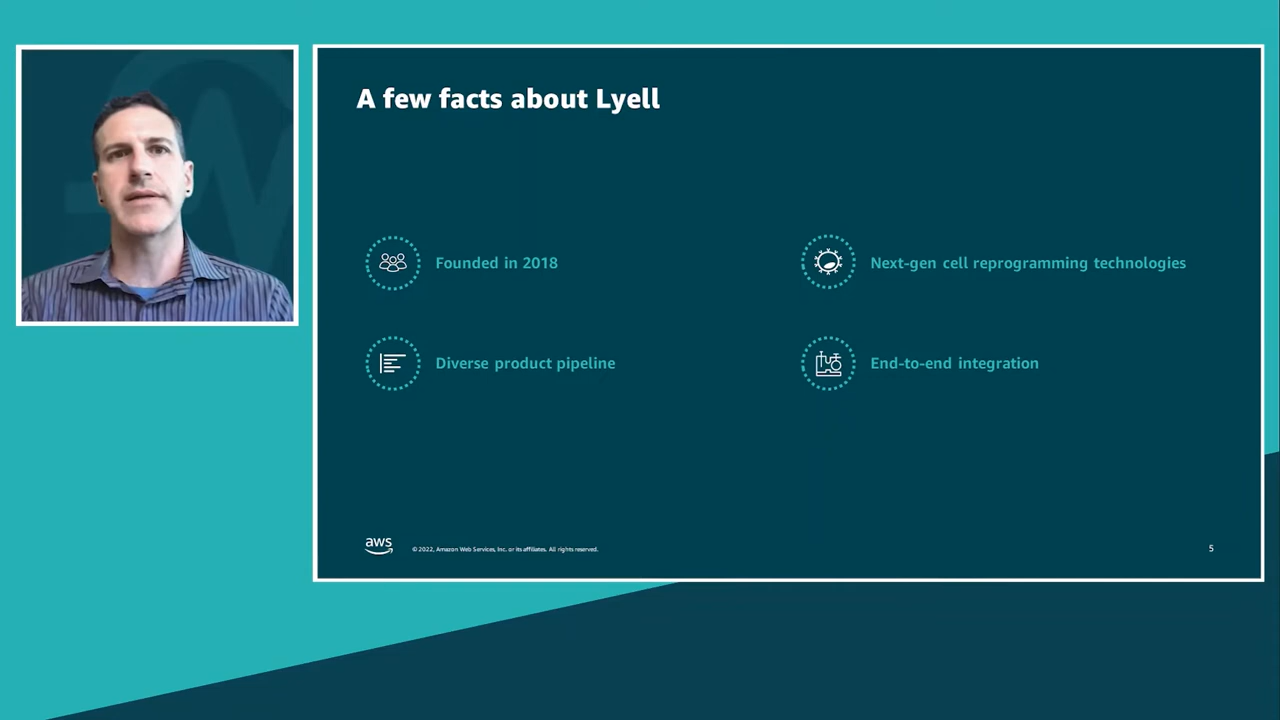 A few facts about Lyell
Founded in 2018
Next-gen cell reprogramming technologies
Diverse product pipeline
End-to-end integration
aws
© 2022, Amazon Web Services, Inc. or its affiliates. All rights reserved.
5